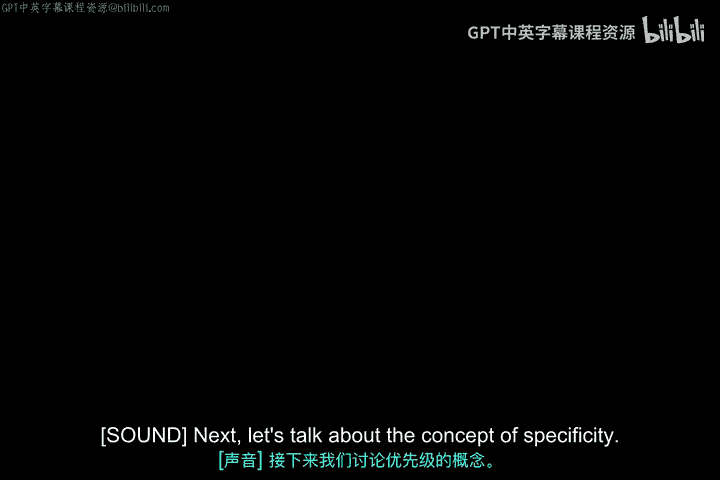 GPT中英字幕课程资源@bilibili.com
GPT中英字幕课程资源 bilibili
[SOUND] Next, let's talk about the concept of specificity.
[声音] 接下来我们讨论优先级的概念。